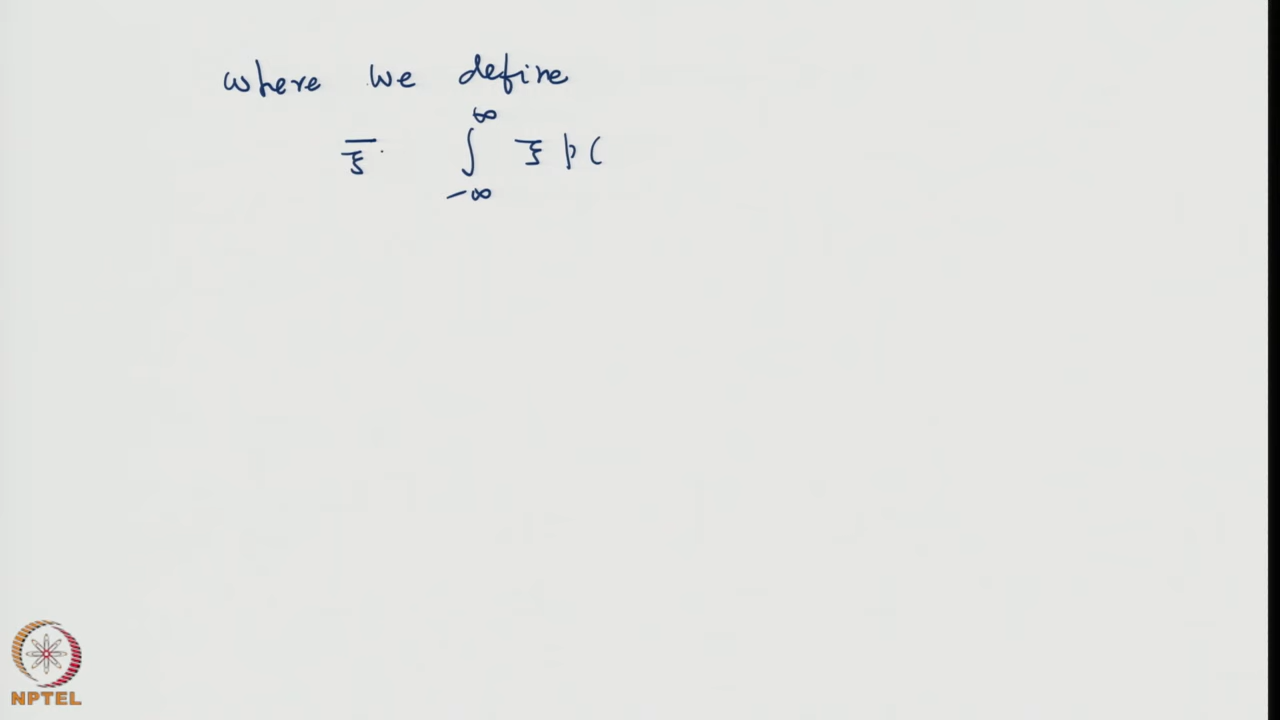 where we define
ξ̄ ∫_{-∞}^{∞} ξ p(
NPTEL